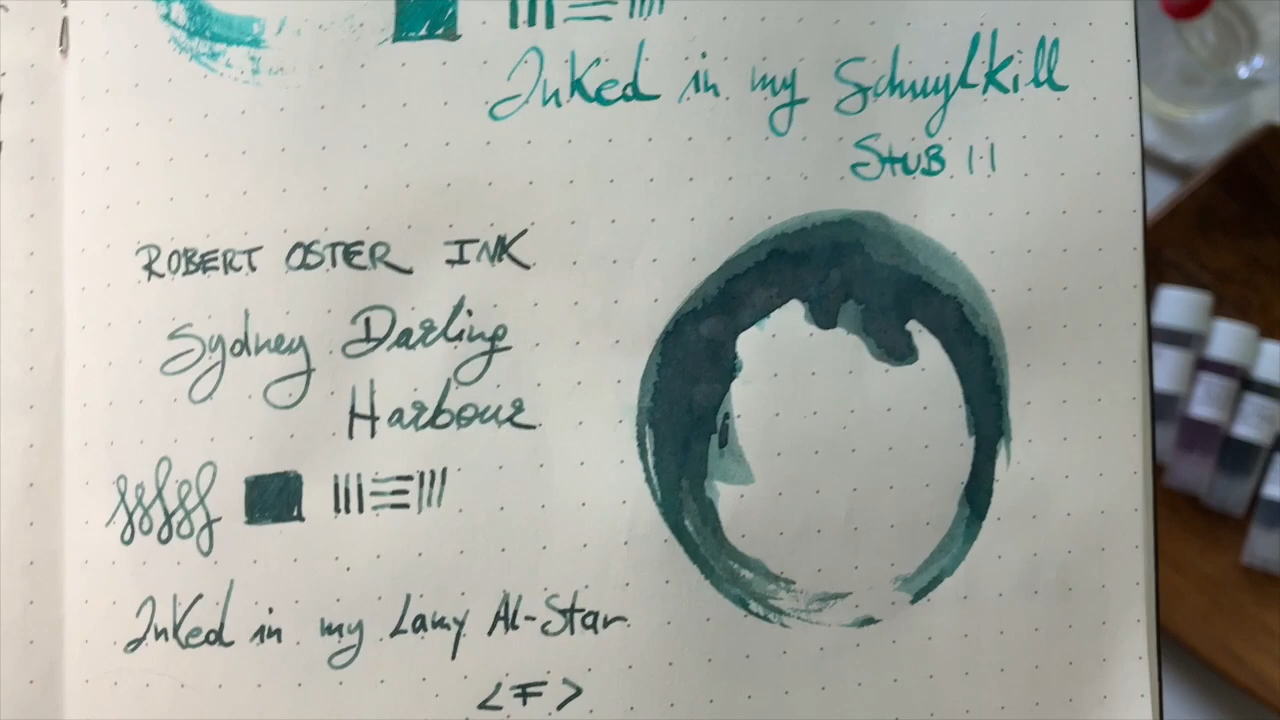 Inked in my Schuylkill
STUB 1.1
ROBERT OSTER INK
Sydney Darling
Harbour
Inked in my Lamy Al-Star
<F>